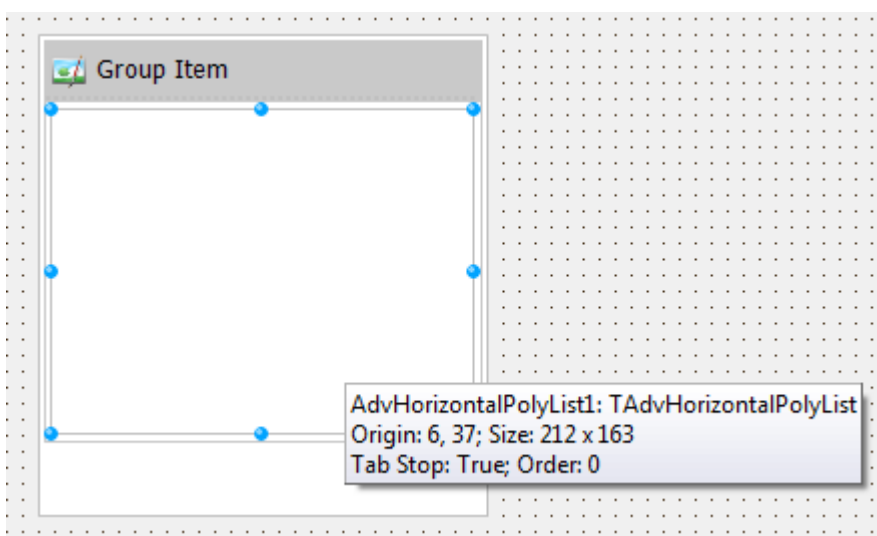 Group Item
AdvHorizontalPolyList1: TAdvHorizontalPolyList
Origin: 6, 37; Size: 212 x 163
Tab Stop: True; Order: 0